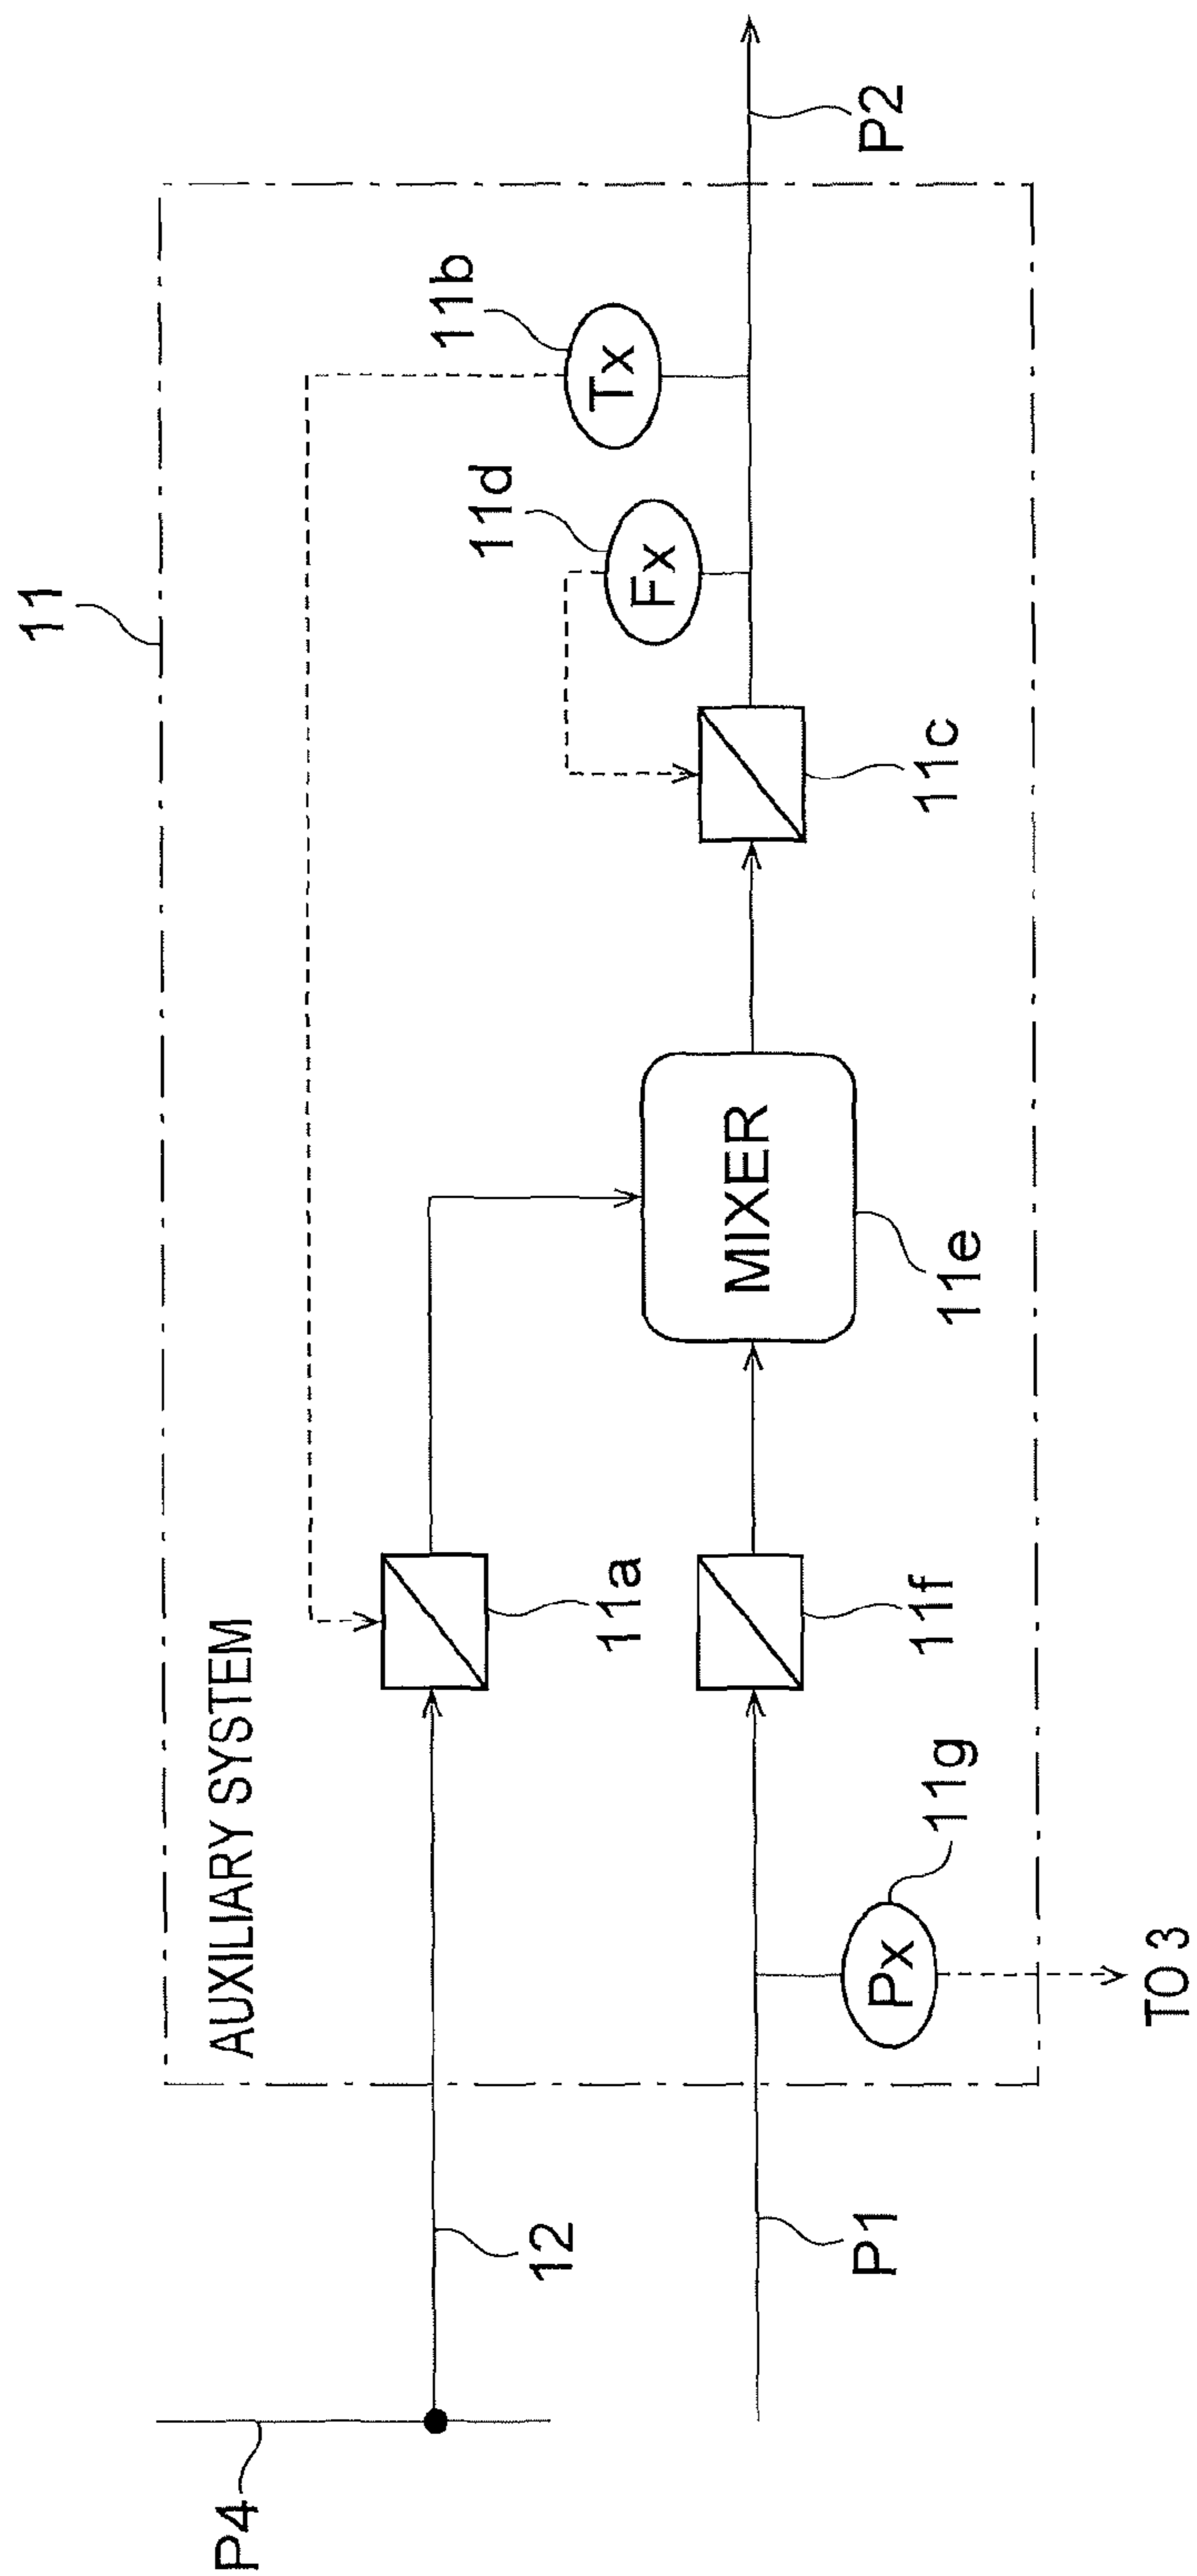 11
AUXILIARY SYSTEM
11b
Tx
11d
Fx
P2
11c
MIXER
11e
11a
11f
11g
Px
TO 3
12
P1
P4